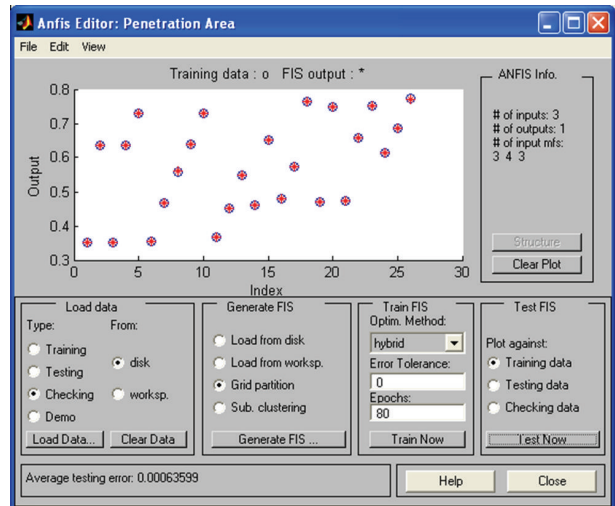 Anfis Editor: Penetration Area
File Edit View
Training data : o FIS output : *
Output
0.8
0.7
0.6
0.5
0.4
0.3
0 5 10 15 20 25 30
Index
ANFIS Info.
# of inputs: 3
# of outputs: 1
# of input mfs:
3 4 3
Structure
Clear Plot
Load data
Type: From:
Training
Testing
Checking
Demo
disk
worksp.
Load Data... Clear Data
Generate FIS
Load from disk
Load from worksp.
Grid partition
Sub. clustering
Generate FIS ...
Train FIS
Optim. Method:
hybrid
Error Tolerance:
0
Epochs:
80
Train Now
Test FIS
Plot against:
Training data
Testing data
Checking data
Test Now
Average testing error: 0.00063599
Help Close